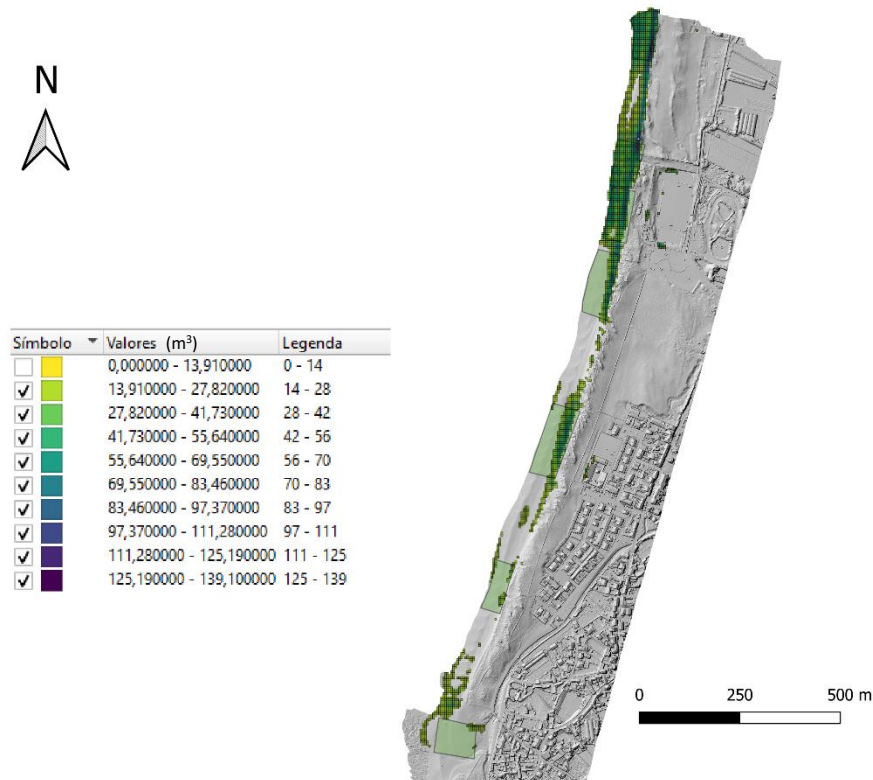 N
Símbolo Valores (m³) Legenda
0,000000 - 13,910000 0 - 14
13,910000 - 27,820000 14 - 28
27,820000 - 41,730000 28 - 42
41,730000 - 55,640000 42 - 56
55,640000 - 69,550000 56 - 70
69,550000 - 83,460000 70 - 83
83,460000 - 97,370000 83 - 97
97,370000 - 111,280000 97 - 111
111,280000 - 125,190000 111 - 125
125,190000 - 139,100000 125 - 139
0 250 500 m